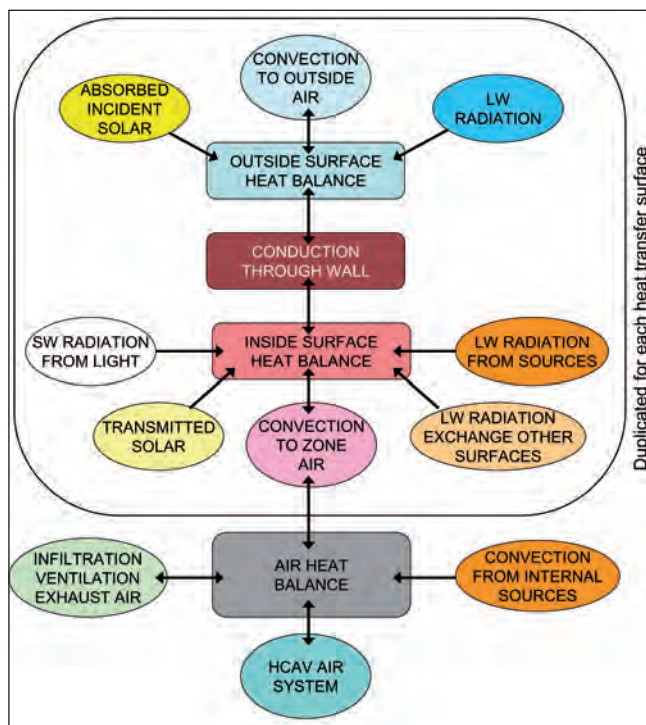 CONVECTION
TO OUTSIDE
AIR
ABSORBED
INCIDENT
SOLAR
LW
RADIATION
OUTSIDE SURFACE
HEAT BALANCE
CONDUCTION
THROUGH WALL
SW RADIATION
FROM LIGHT
INSIDE SURFACE
HEAT BALANCE
LW RADIATION
FROM SOURCES
TRANSMITTED
SOLAR
CONVECTION
TO ZONE
AIR
LW RADIATION
EXCHANGE OTHER
SURFACES
Duplicated for each heat transfer surface
INFILTRATION
VENTILATION
EXHAUST AIR
AIR HEAT
BALANCE
CONVECTION
FROM INTERNAL
SOURCES
HCAV AIR
SYSTEM